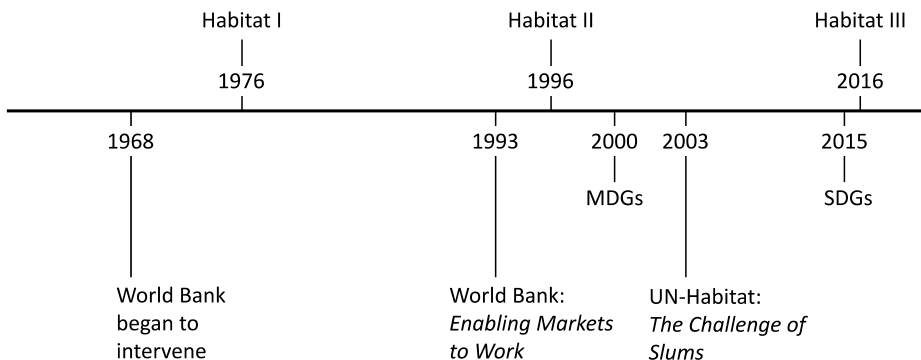 Habitat I
Habitat II
Habitat III
1976
1996
2016
1968
1993
2000
2003
2015
MDGs
SDGs
World Bank
began to
intervene
World Bank:
Enabling Markets
to Work
UN-Habitat:
The Challenge of
Slums